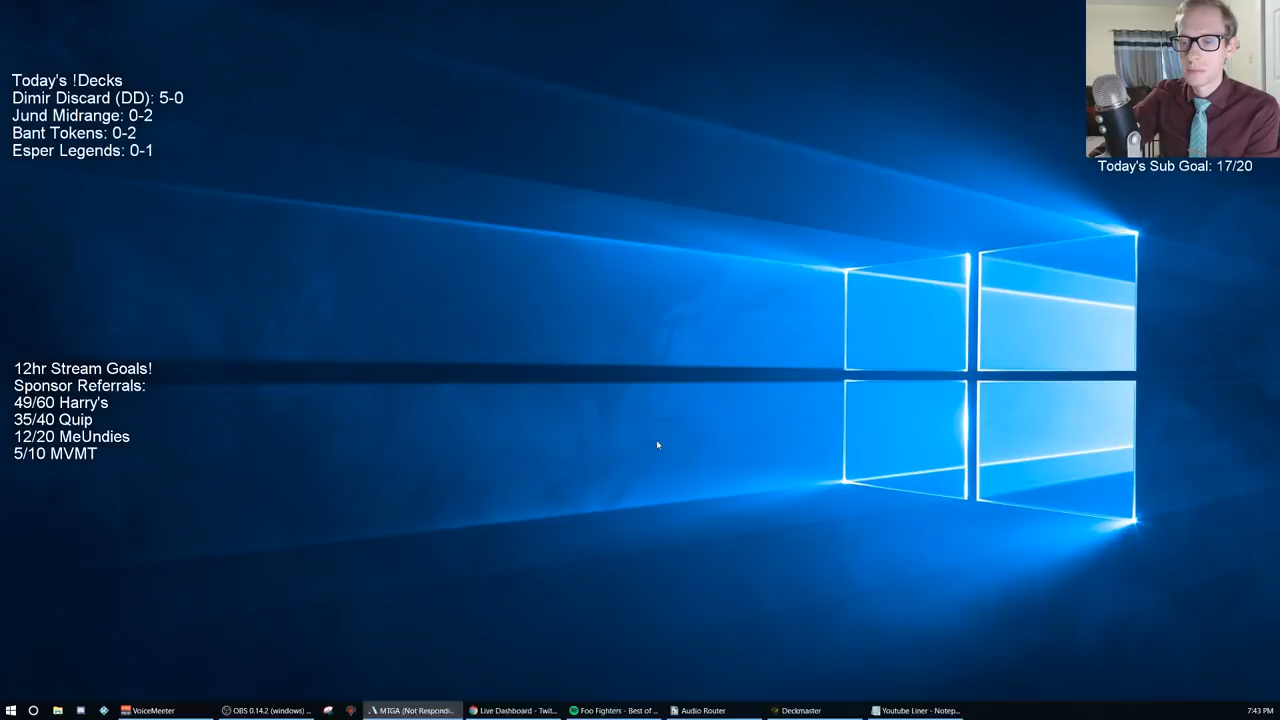 Today's !Decks
Dimir Discard (DD): 5-0
Jund Midrange: 0-2
Bant Tokens: 0-2
Esper Legends: 0-1
Today's Sub Goal: 17/20
12hr Stream Goals!
Sponsor Referrals:
49/60 Harry's
35/40 Quip
12/20 MeUndies
5/10 MVMT
VoiceMeeter
OBS 0.14.2 (windows) ...
MTGA (Not Respondi...
Live Dashboard - Twit...
Foo Fighters - Best of ...
Audio Router
Deckmaster
Youtube Liner - Notep...
7:43 PM